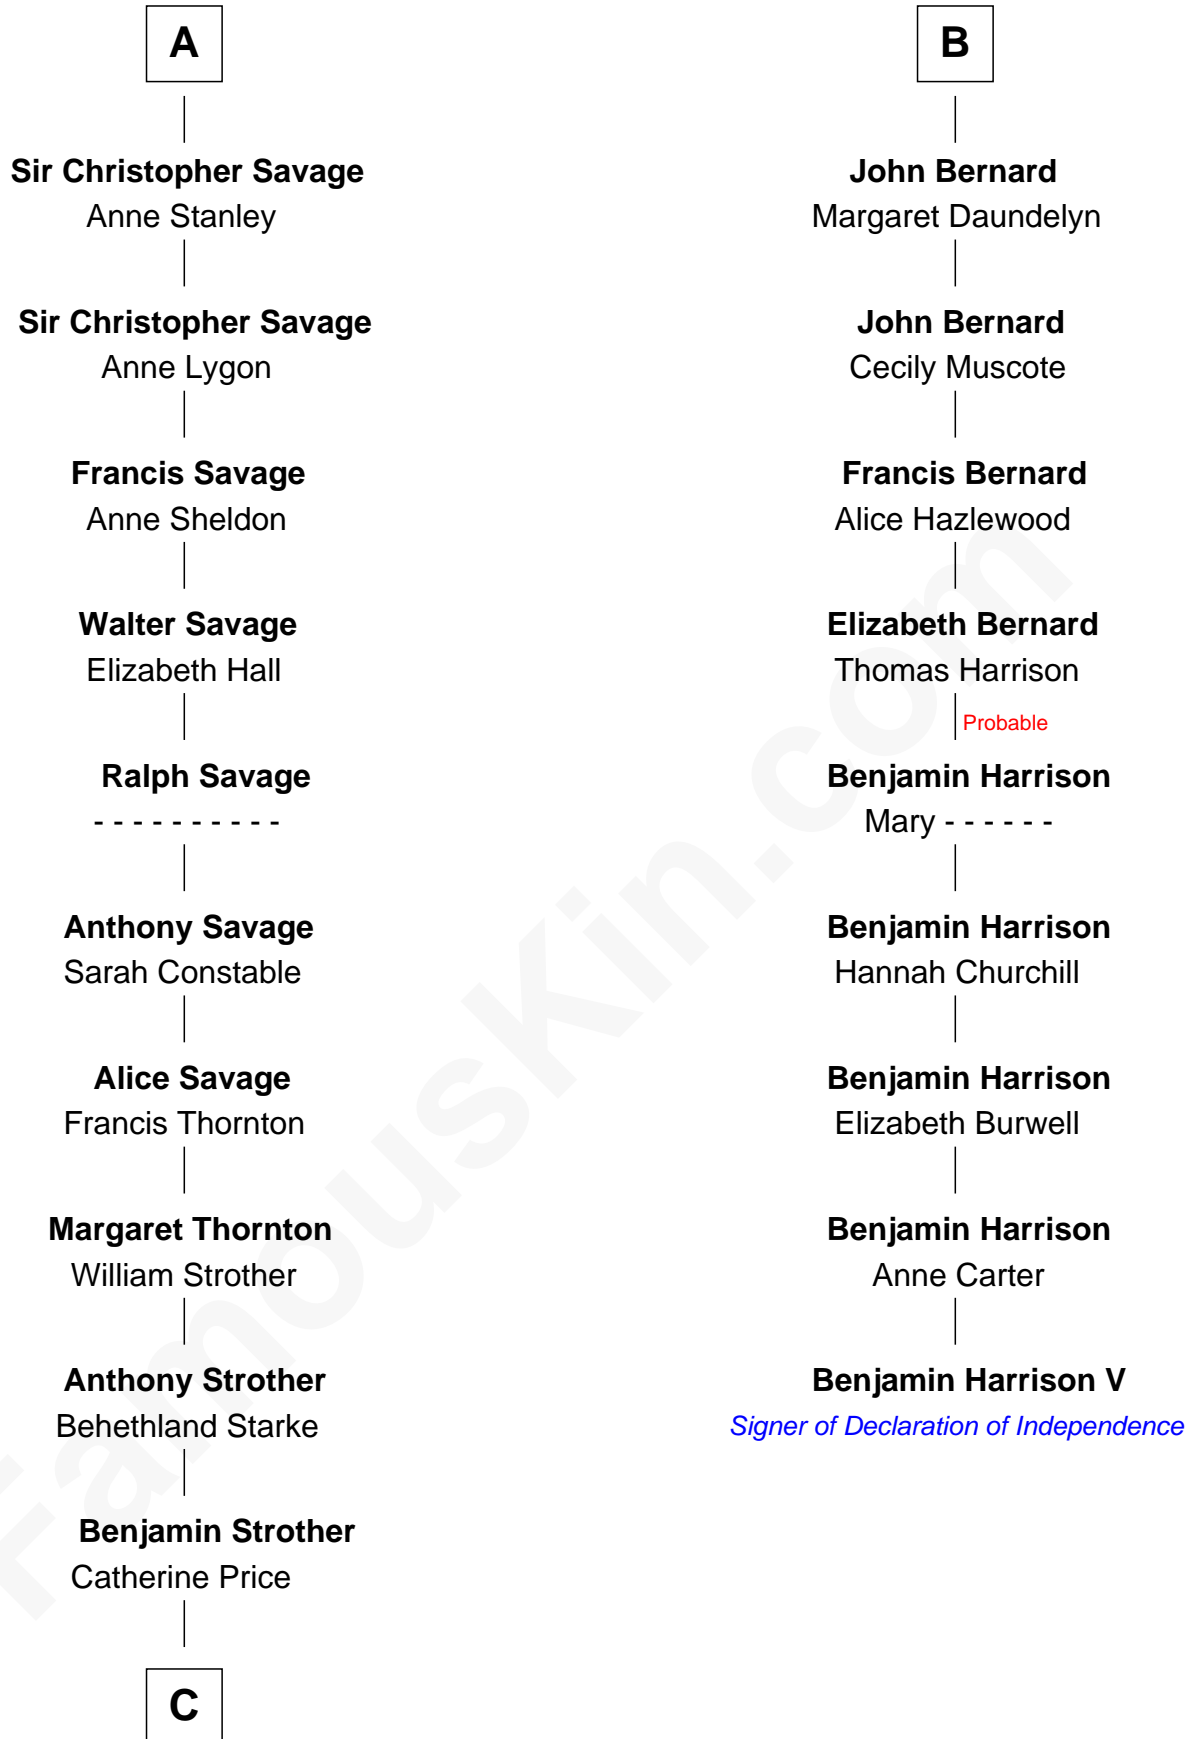 A
Sir Christopher Savage
Anne Stanley
Sir Christopher Savage
Anne Lygon
Francis Savage
Anne Sheldon
Walter Savage
Elizabeth Hall
Ralph Savage
- - - - - - - - - -
Anthony Savage
Sarah Constable
Alice Savage
Francis Thornton
Margaret Thornton
William Strother
Anthony Strother
Behethland Starke
Benjamin Strother
Catherine Price
C
B
John Bernard
Margaret Daundelyn
John Bernard
Cecily Muscote
Francis Bernard
Alice Hazlewood
Elizabeth Bernard
Thomas Harrison
Probable
Benjamin Harrison
Mary - - - - - -
Benjamin Harrison
Hannah Churchill
Benjamin Harrison
Elizabeth Burwell
Benjamin Harrison
Anne Carter
Benjamin Harrison V
Signer of Declaration of Independence
FamousKin.com